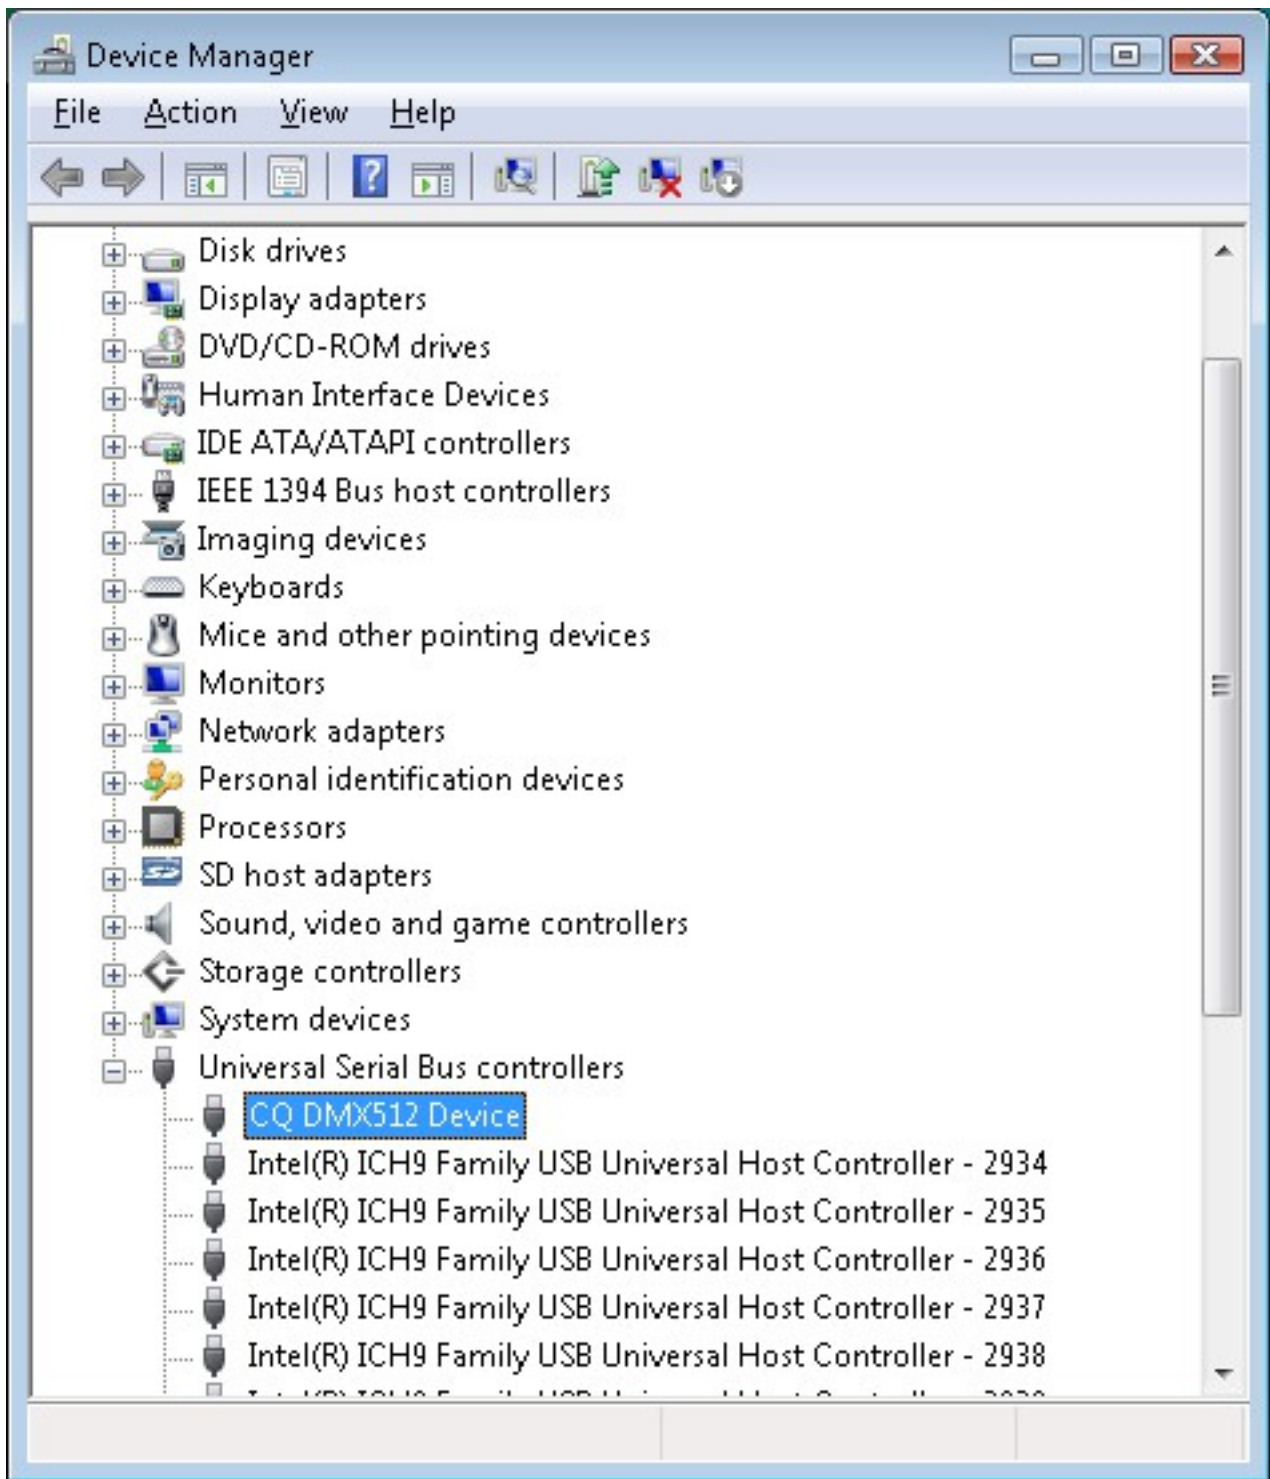 Device Manager
File Action View Help
Disk drives
Display adapters
DVD/CD-ROM drives
Human Interface Devices
IDE ATA/ATAPI controllers
IEEE 1394 Bus host controllers
Imaging devices
Keyboards
Mice and other pointing devices
Monitors
Network adapters
Personal identification devices
Processors
SD host adapters
Sound, video and game controllers
Storage controllers
System devices
Universal Serial Bus controllers
CQ DMX512 Device
Intel(R) ICH9 Family USB Universal Host Controller - 2934
Intel(R) ICH9 Family USB Universal Host Controller - 2935
Intel(R) ICH9 Family USB Universal Host Controller - 2936
Intel(R) ICH9 Family USB Universal Host Controller - 2937
Intel(R) ICH9 Family USB Universal Host Controller - 2938